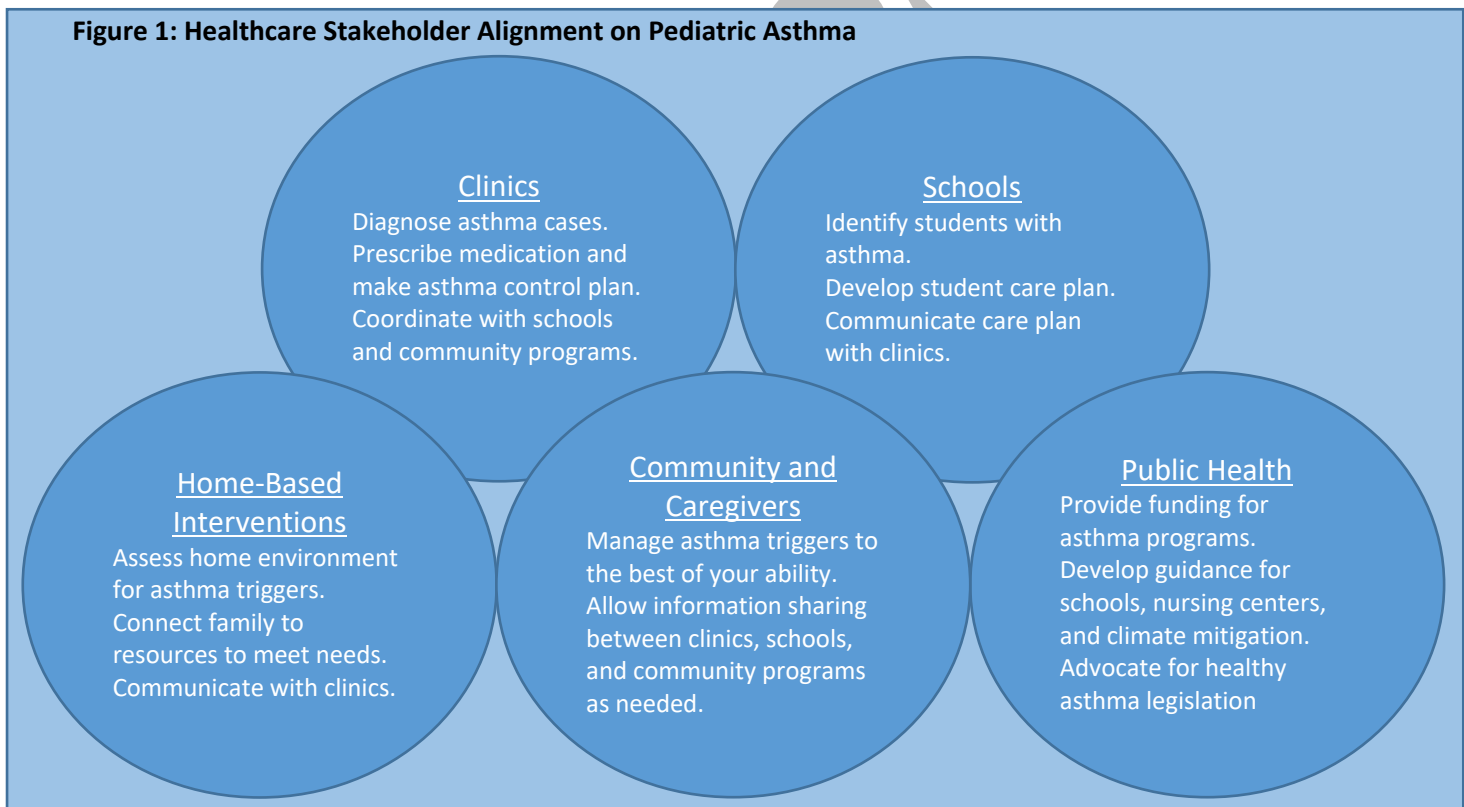 Figure 1: Healthcare Stakeholder Alignment on Pediatric Asthma
Clinics
Diagnose asthma cases.
Prescribe medication and
make asthma control plan.
Coordinate with schools
and community programs.
Schools
Identify students with
asthma.
Develop student care plan.
Communicate care plan
with clinics.
Home-Based
Interventions
Assess home environment
for asthma triggers.
Connect family to
resources to meet needs.
Communicate with clinics.
Community and
Caregivers
Manage asthma triggers to
the best of your ability.
Allow information sharing
between clinics, schools,
and community programs
as needed.
Public Health
Provide funding for
asthma programs.
Develop guidance for
schools, nursing centers,
and climate mitigation.
Advocate for healthy
asthma legislation